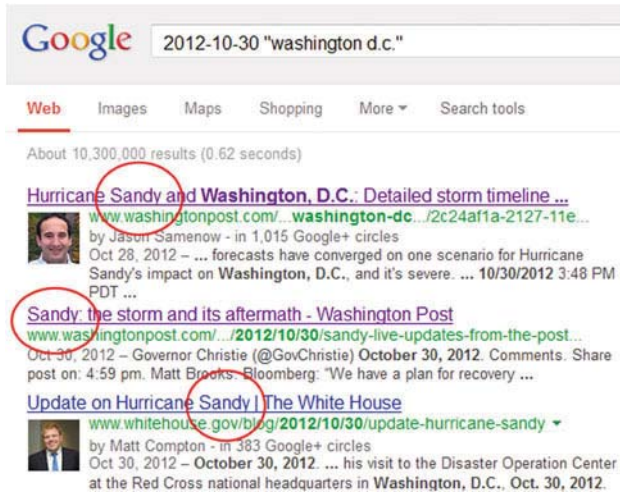 Google 2012-10-30 "washington d.c."
Web Images Maps Shopping More Search tools
About 10,300,000 results (0.62 seconds)
Hurricane Sandy and Washington, D.C.: Detailed storm timeline ...
www.washingtonpost.com/...washington-dc.../2c24af1a-2127-11e...
by Jason Samenow - in 1,015 Google+ circles
Oct 28, 2012 – ... forecasts have converged on one scenario for Hurricane
Sandy's impact on Washington, D.C., and it's severe. ... 10/30/2012 3:48 PM
PDT ...
Sandy: the storm and its aftermath - Washington Post
www.washingtonpost.com/.../2012/10/30/sandy-live-updates-from-the-post...
Oct 30, 2012 – Governor Christie (@GovChristie) October 30, 2012. Comments. Share
post on: 4:59 pm. Matt Brooks. Bloomberg: "We have a plan for recovery ...
Update on Hurricane Sandy | The White House
www.whitehouse.gov/blog/2012/10/30/update-hurricane-sandy
by Matt Compton - in 383 Google+ circles
Oct 30, 2012 – October 30, 2012. ... his visit to the Disaster Operation Center
at the Red Cross national headquarters in Washington, D.C., Oct. 30, 2012.